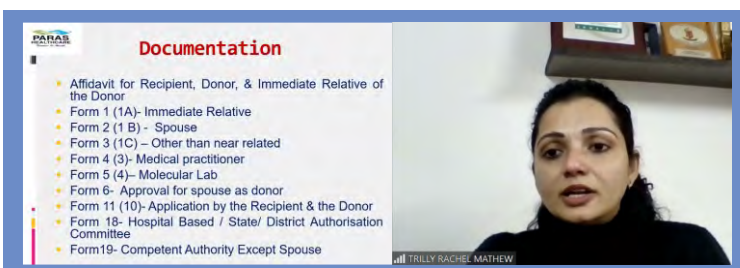 PARAS
HEALTHCARE
Documentation
Affidavit for Recipient, Donor, & Immediate Relative of
the Donor
Form 1 (1A)- Immediate Relative
Form 2 (1 B) - Spouse
Form 3 (1C) – Other than near related
Form 4 (3)- Medical practitioner
Form 5 (4)– Molecular Lab
Form 6- Approval for spouse as donor
Form 11 (10)- Application by the Recipient & the Donor
Form 18- Hospital Based / State/ District Authorisation
Committee
Form19- Competent Authority Except Spouse
TRILLY RACHEL MATHEW